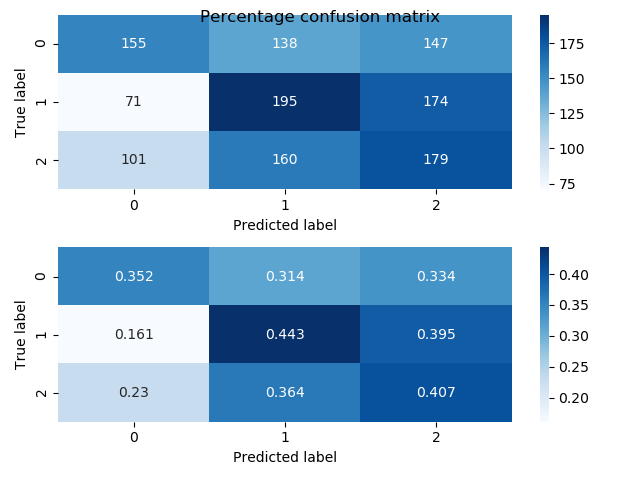 Percentage confusion matrix
0 155 138 147
1 71 195 174
2 101 160 179
0 1 2
True label
Predicted label
175
150
125
100
75
0 0.352 0.314 0.334
1 0.161 0.443 0.395
2 0.23 0.364 0.407
0 1 2
True label
Predicted label
0.40
0.35
0.30
0.25
0.20